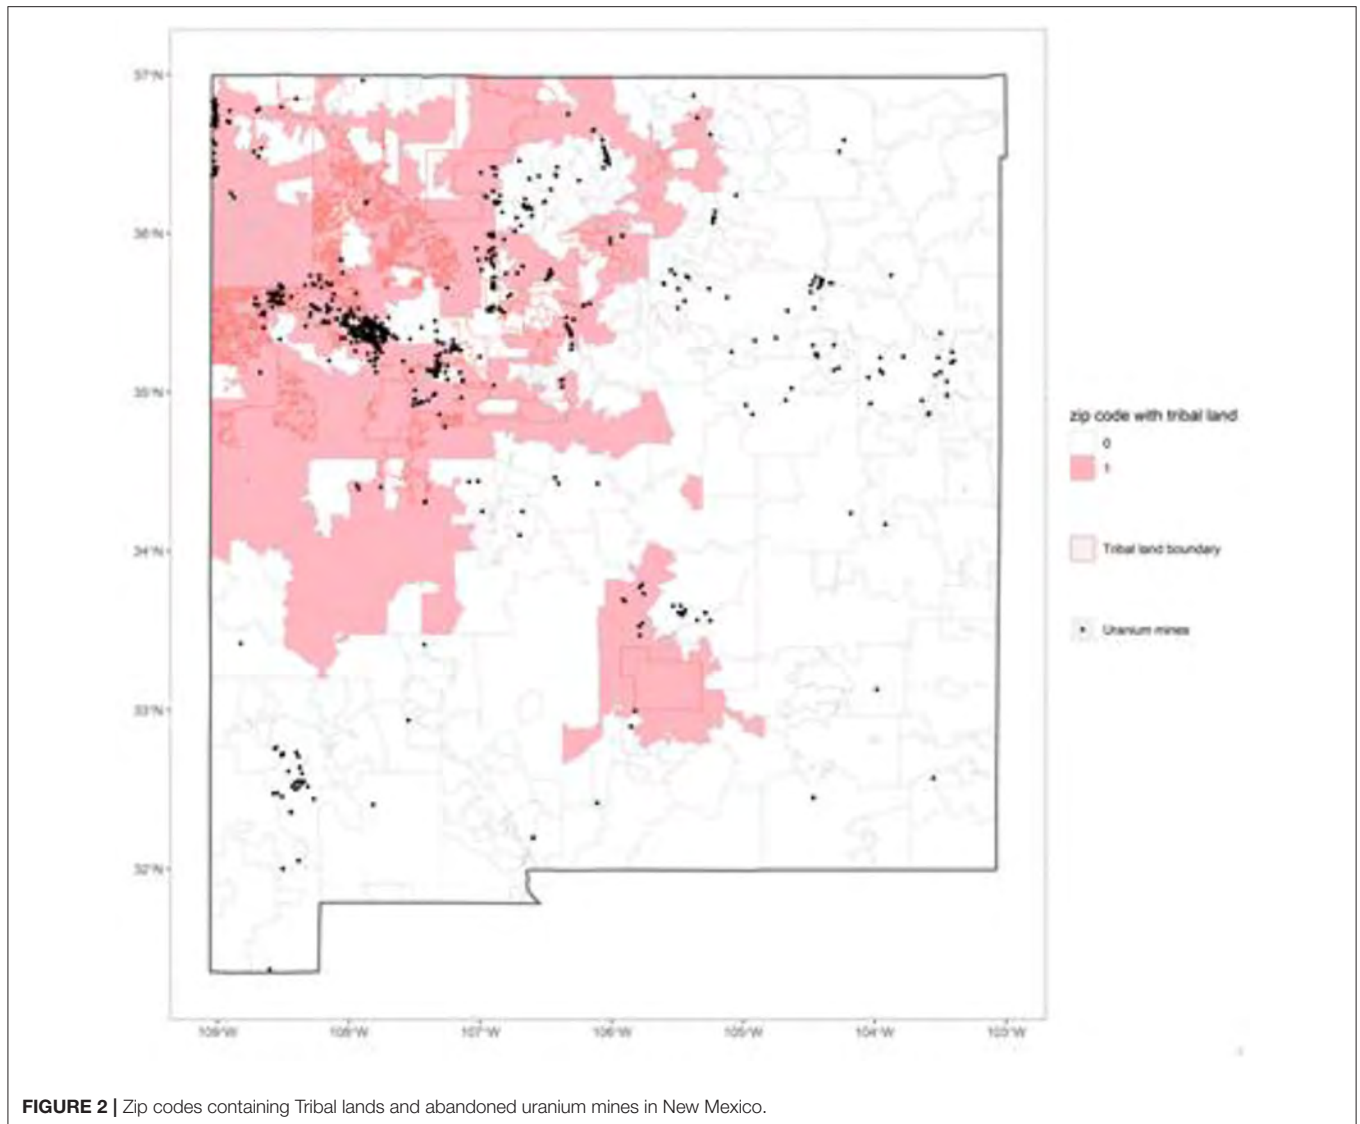 37°N
36°N
35°N
34°N
33°N
32°N
109°W 108°W 107°W 106°W 105°W 104°W 103°W
zip code with tribal land
0
1
Tribal land boundary
Uranium mines
FIGURE 2 | Zip codes containing Tribal lands and abandoned uranium mines in New Mexico.